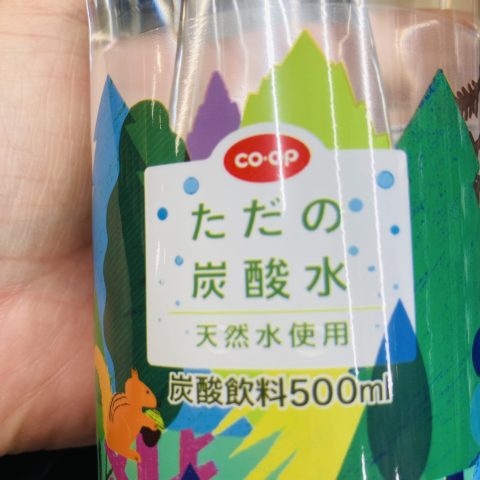 co·op
ただの
炭酸水
天然水使用
炭酸飲料500ml